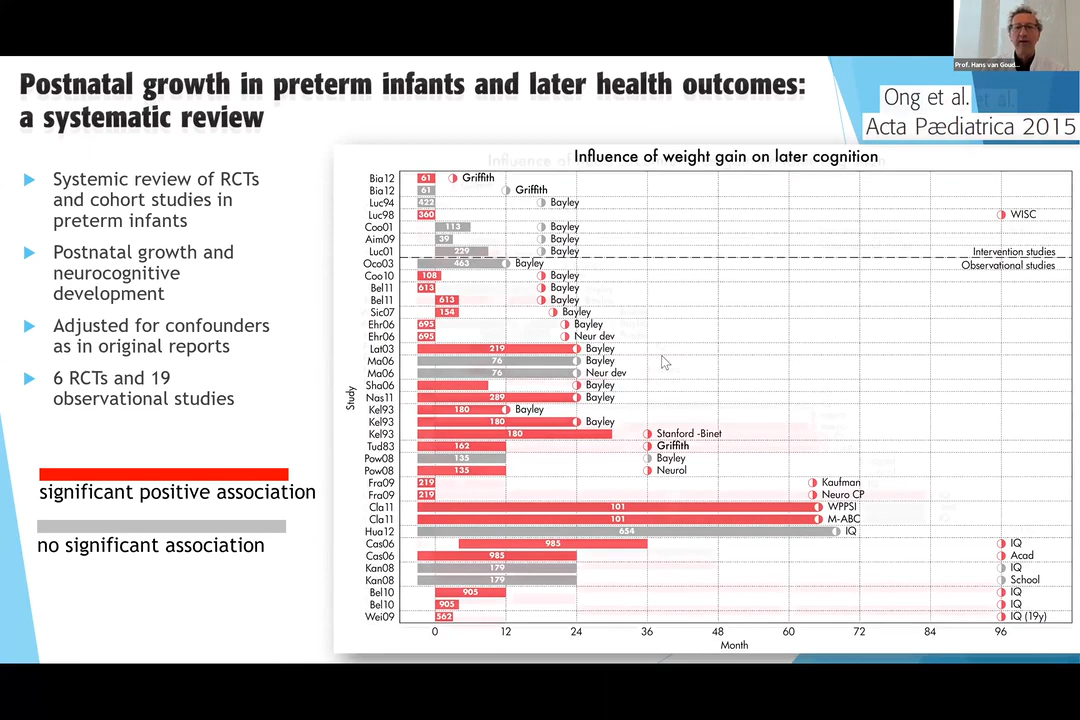 Prof. Hans van Goud...
Postnatal growth in preterm infants and later health outcomes:
a systematic review
Ong et al.
Acta Pædiatrica 2015
Systemic review of RCTs
and cohort studies in
preterm infants
Postnatal growth and
neurocognitive
development
Adjusted for confounders
as in original reports
6 RCTs and 19
observational studies
significant positive association
no significant association
Influence of weight gain on later cognition
Study
Bia12 61 Griffith
Bia12 61 Griffith
Luc94 422 Bayley
Luc98 360 WISC
Coo01 113 Bayley
Aim09 39 Bayley
Luc01 229 Bayley Intervention studies
Oco03 463 Bayley Observational studies
Coo10 108 Bayley
Bel11 613 Bayley
Bel11 613 Bayley
Sic07 154 Bayley
Ehr06 695 Bayley
Ehr06 695 Neur dev
Lat03 219 Bayley
Ma06 76 Bayley
Ma06 76 Neur dev
Sha06 Bayley
Nas11 289 Bayley
Kel93 180 Bayley
Kel93 180 Bayley
Kel93 180 Stanford -Binet
Tud83 162 Griffith
Pow08 135 Bayley
Pow08 135 Neurol
Fra09 219 Kaufman
Fra09 219 Neuro CP
Cla11 101 WPPSI
Cla11 101 M-ABC
Hua12 654 IQ
Cas06 985 IQ
Cas06 985 Acad
Kan08 179 IQ
Kan08 179 School
Bel10 905 IQ
Bel10 905 IQ
Wei09 562 IQ (19y)
0 12 24 36 48 60 72 84 96
Month